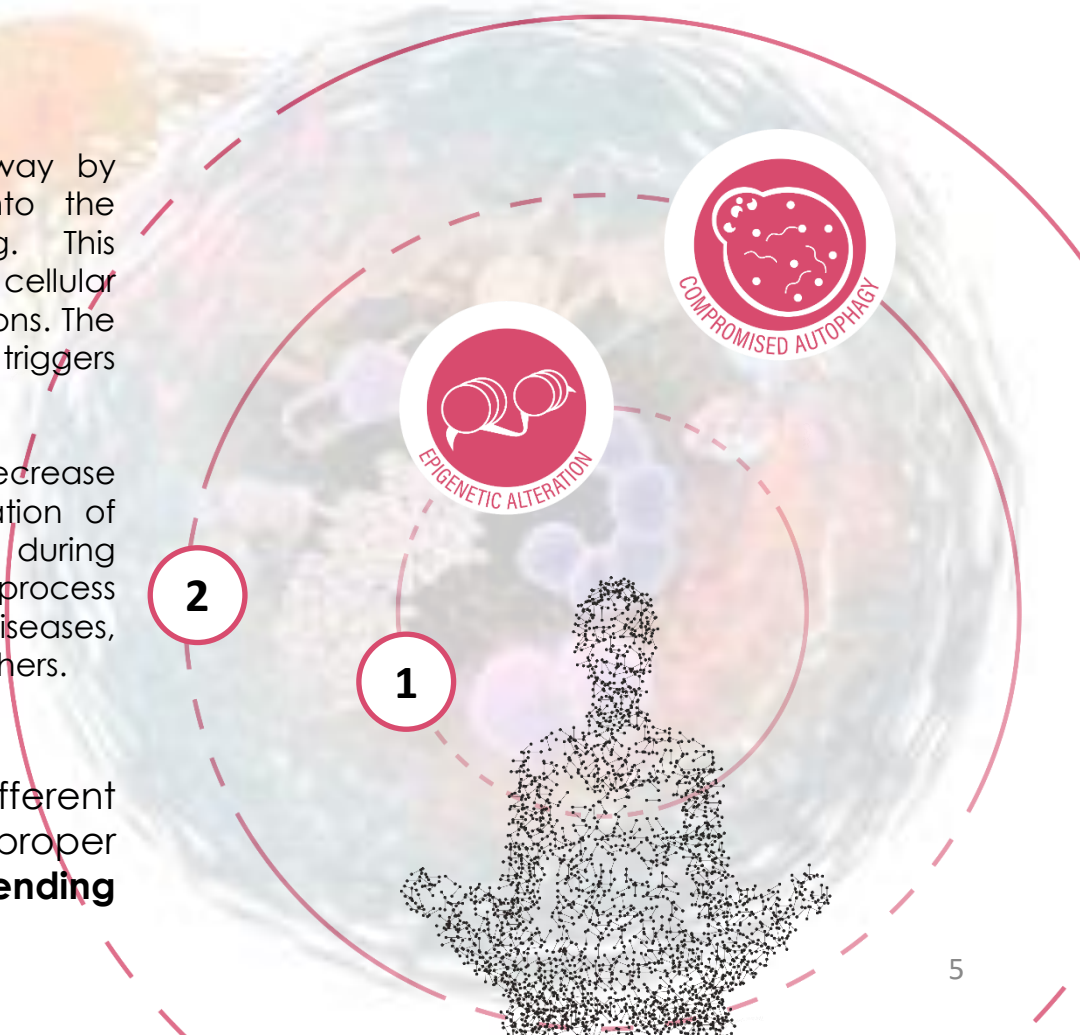 way by
nto the
g. This
cellular
ons. The
triggers
ecrease
ation of
during
process
iseases,
hers.
fferent
proper
ending
COMPROMISED AUTOPHAGY
EPIGENETIC ALTERATION
2
1
5